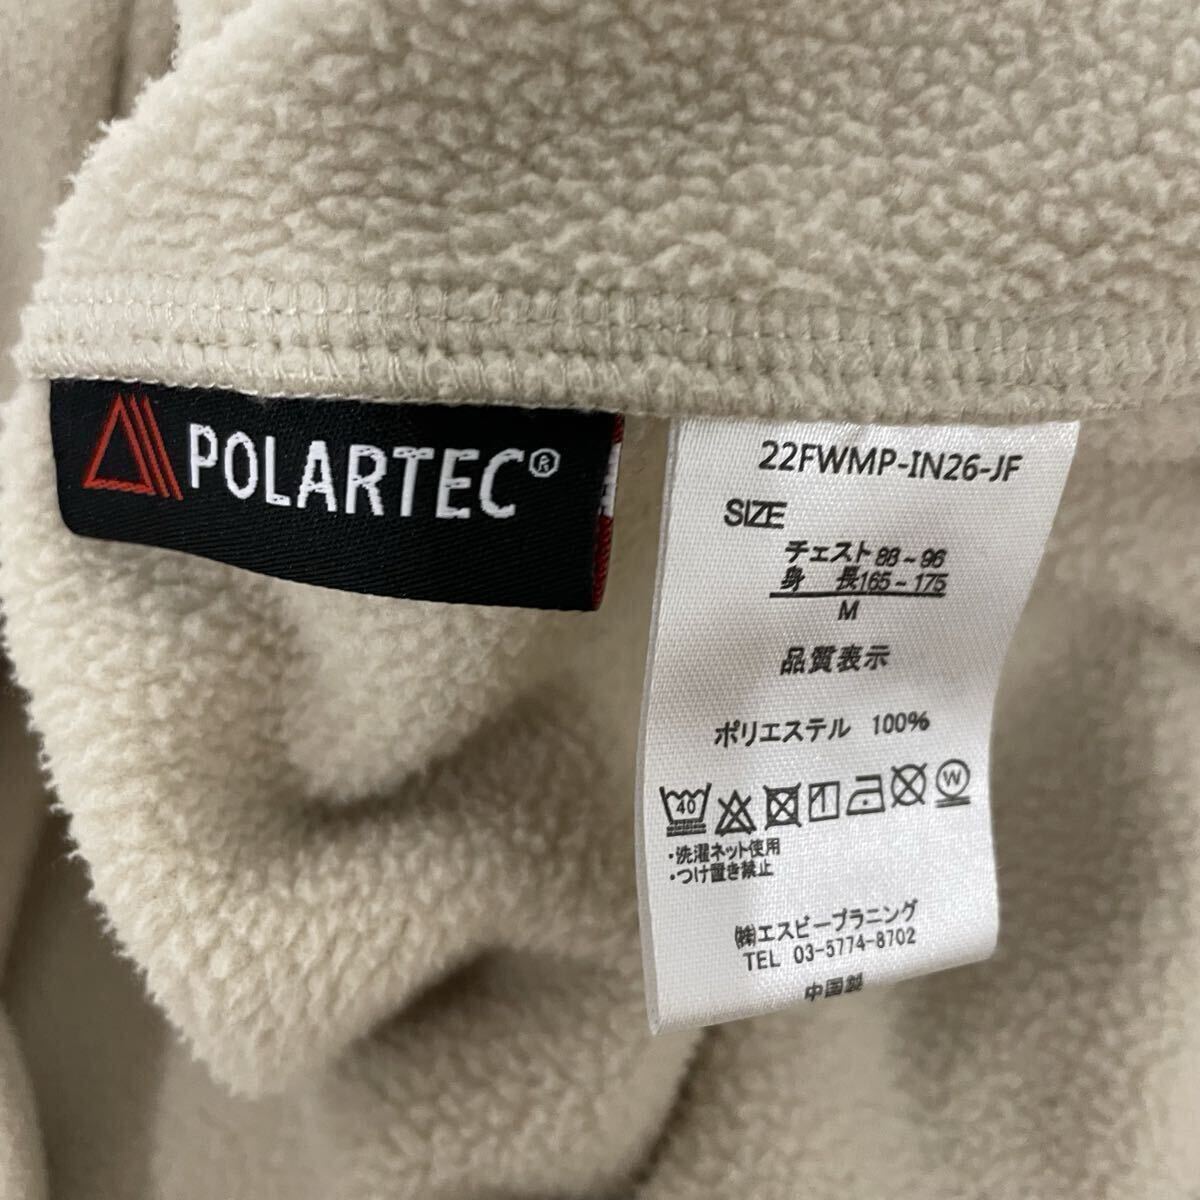 POLARTEC®
22FWMP-IN26-JF
SIZE
チェスト 88~96
身 長165~175
M
品質表示
ポリエステル 100%
40 W
・洗濯ネット使用
・つけ置き禁止
㈱エスピープラニング
TEL 03-5774-8702
中国製